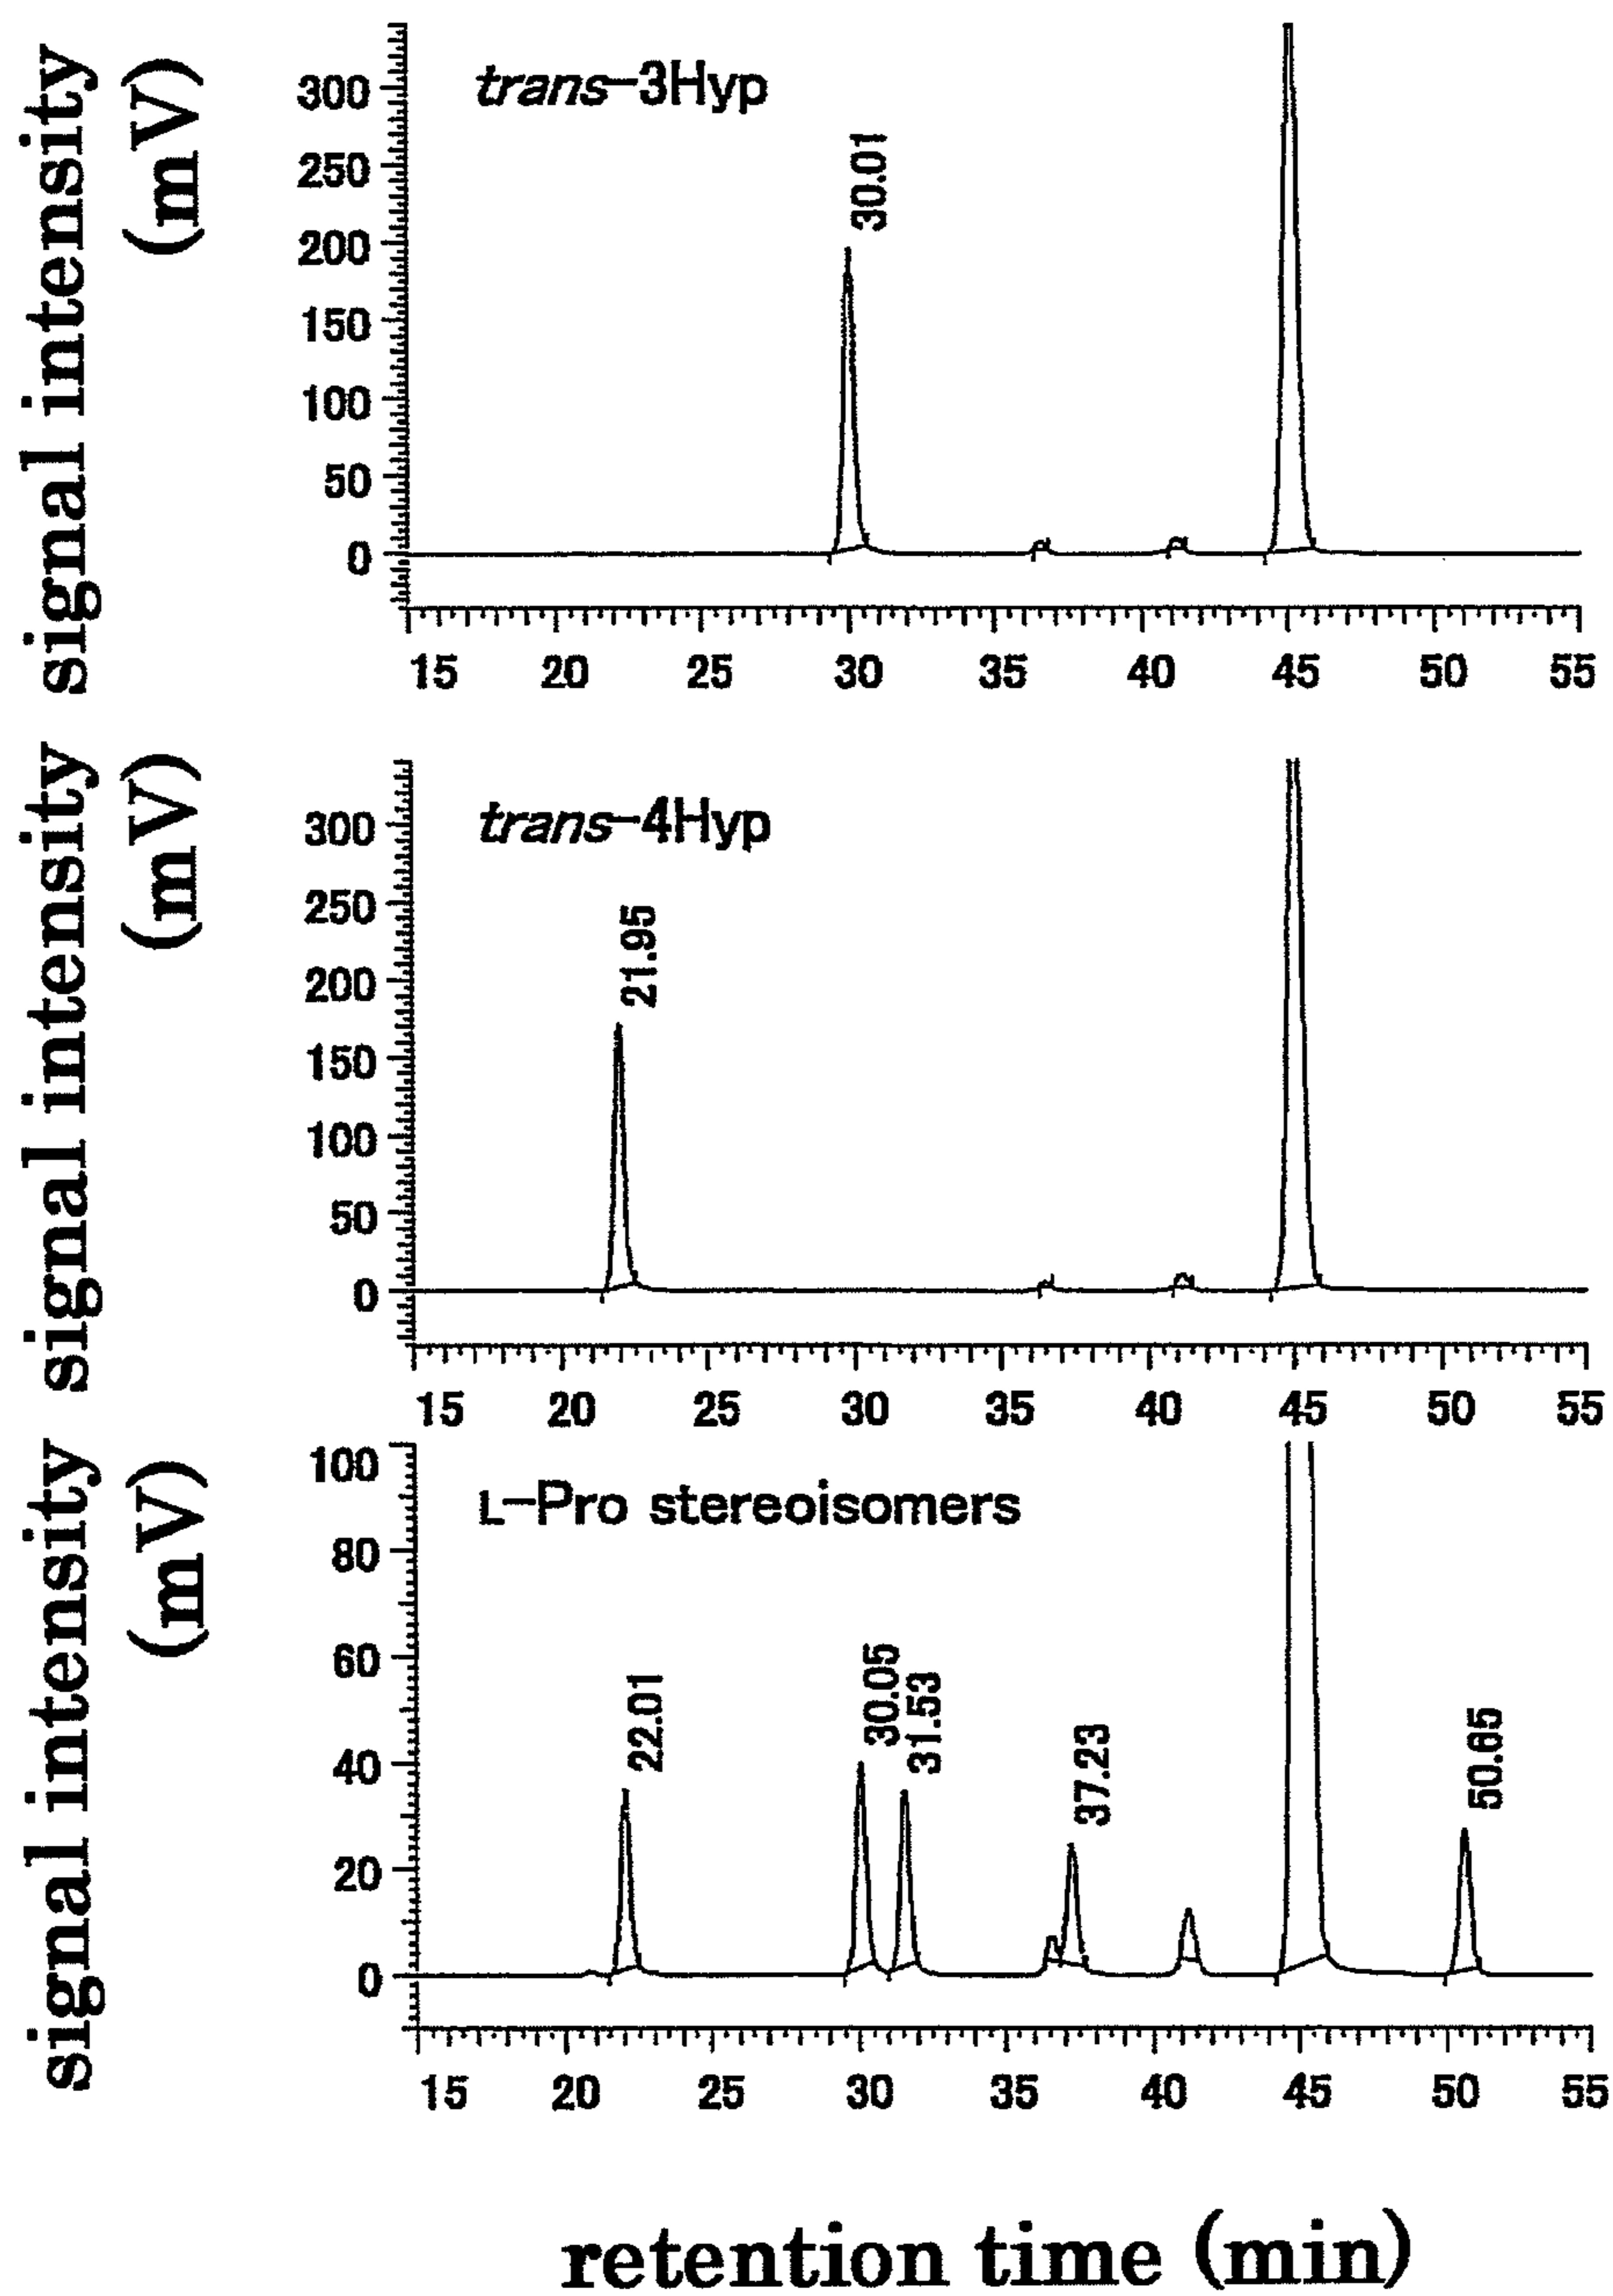 signal intensity
(mV)
trans-3Hyp
300
250
200
150
100
50
0
30.01
15 20 25 30 35 40 45 50 55
signal intensity
(mV)
trans-4Hyp
300
250
200
150
100
50
0
21.95
15 20 25 30 35 40 45 50 55
signal intensity
(mV)
L-Pro stereoisomers
100
80
60
40
20
0
22.01
30.05
31.53
37.23
50.65
15 20 25 30 35 40 45 50 55
retention time (min)